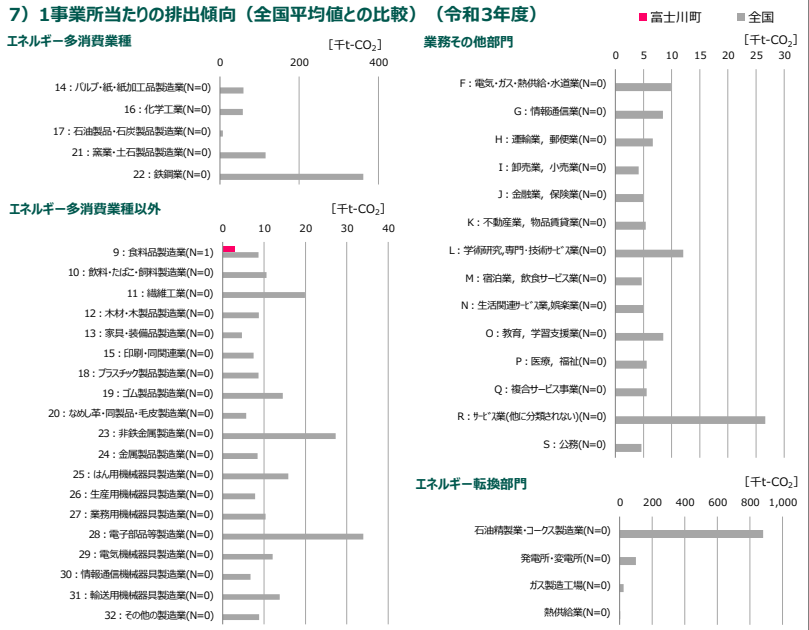 7）1事業所当たりの排出傾向（全国平均値との比較）（令和3年度）
■富士川町 ■全国
エネルギー多消費業種
[千t-CO₂]
0 200 400
14：パルプ・紙・紙加工品製造業(N=0)
16：化学工業(N=0)
17：石油製品・石炭製品製造業(N=0)
21：窯業・土石製品製造業(N=0)
22：鉄鋼業(N=0)
エネルギー多消費業種以外
[千t-CO₂]
0 10 20 30 40
9：食料品製造業(N=1)
10：飲料・たばこ・飼料製造業(N=0)
11：繊維工業(N=0)
12：木材・木製品製造業(N=0)
13：家具・装備品製造業(N=0)
15：印刷・同関連業(N=0)
18：プラスチック製品製造業(N=0)
19：ゴム製品製造業(N=0)
20：なめし革・同製品・毛皮製造業(N=0)
23：非鉄金属製造業(N=0)
24：金属製品製造業(N=0)
25：はん用機械器具製造業(N=0)
26：生産用機械器具製造業(N=0)
27：業務用機械器具製造業(N=0)
28：電子部品等製造業(N=0)
29：電気機械器具製造業(N=0)
30：情報通信機械器具製造業(N=0)
31：輸送用機械器具製造業(N=0)
32：その他の製造業(N=0)
業務その他部門
[千t-CO₂]
0 5 10 15 20 25 30
F：電気・ガス・熱供給・水道業(N=0)
G：情報通信業(N=0)
H：運輸業，郵便業(N=0)
I：卸売業，小売業(N=0)
J：金融業，保険業(N=0)
K：不動産業，物品賃貸業(N=0)
L：学術研究,専門・技術ｻｰﾋﾞｽ業(N=0)
M：宿泊業，飲食サービス業(N=0)
N：生活関連ｻｰﾋﾞｽ業,娯楽業(N=0)
O：教育，学習支援業(N=0)
P：医療，福祉(N=0)
Q：複合サービス事業(N=0)
R：ｻｰﾋﾞｽ業(他に分類されない)(N=0)
S：公務(N=0)
エネルギー転換部門
[千t-CO₂]
0 200 400 600 800 1,000
石油精製業・コークス製造業(N=0)
発電所・変電所(N=0)
ガス製造工場(N=0)
熱供給業(N=0)